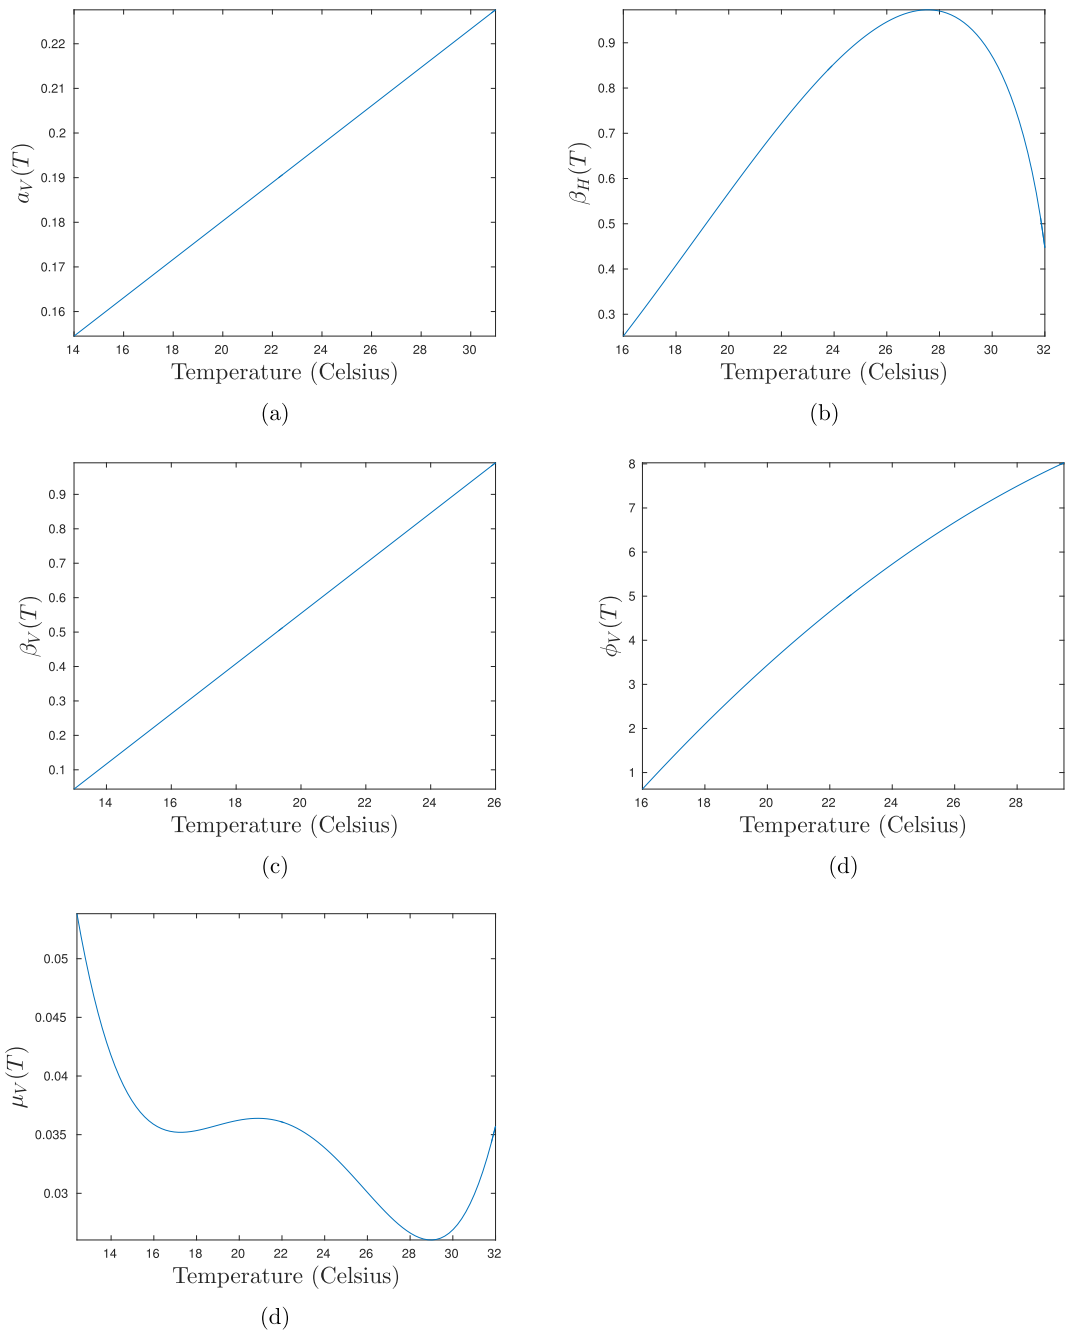 0.22
0.21
0.2
0.19
0.18
0.17
0.16
a_V(T)
14 16 18 20 22 24 26 28 30
Temperature (Celsius)
(a)
0.9
0.8
0.7
0.6
0.5
0.4
0.3
β_H(T)
16 18 20 22 24 26 28 30 32
Temperature (Celsius)
(b)
0.9
0.8
0.7
0.6
0.5
0.4
0.3
0.2
0.1
β_V(T)
14 16 18 20 22 24 26
Temperature (Celsius)
(c)
8
7
6
5
4
3
2
1
ϕ_V(T)
16 18 20 22 24 26 28
Temperature (Celsius)
(d)
0.05
0.045
0.04
0.035
0.03
μ_V(T)
14 16 18 20 22 24 26 28 30 32
Temperature (Celsius)
(d)